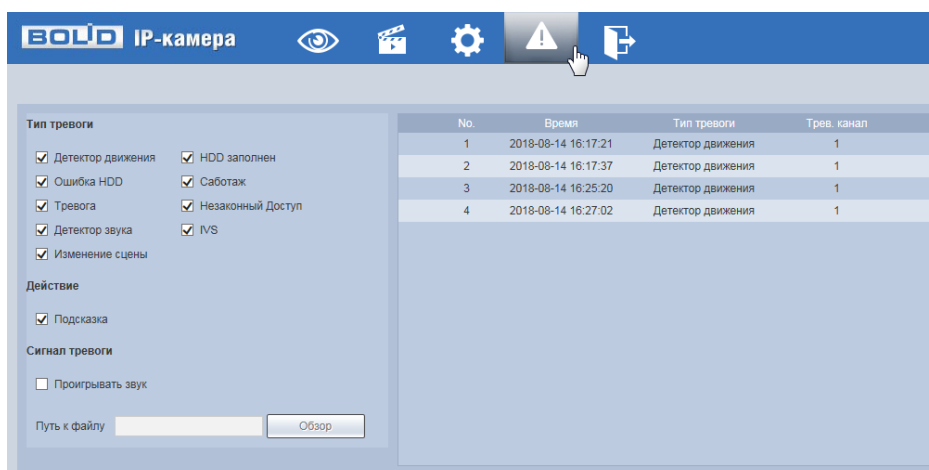 BOLID IP-камера
Тип тревоги
Детектор движения HDD заполнен
Ошибка HDD Саботаж
Тревога Незаконный Доступ
Детектор звука IVS
Изменение сцены
Действие
Подсказка
Сигнал тревоги
Проигрывать звук
Путь к файлу Обзор
No. Время Тип тревоги Трев. канал
1 2018-08-14 16:17:21 Детектор движения 1
2 2018-08-14 16:17:37 Детектор движения 1
3 2018-08-14 16:25:20 Детектор движения 1
4 2018-08-14 16:27:02 Детектор движения 1